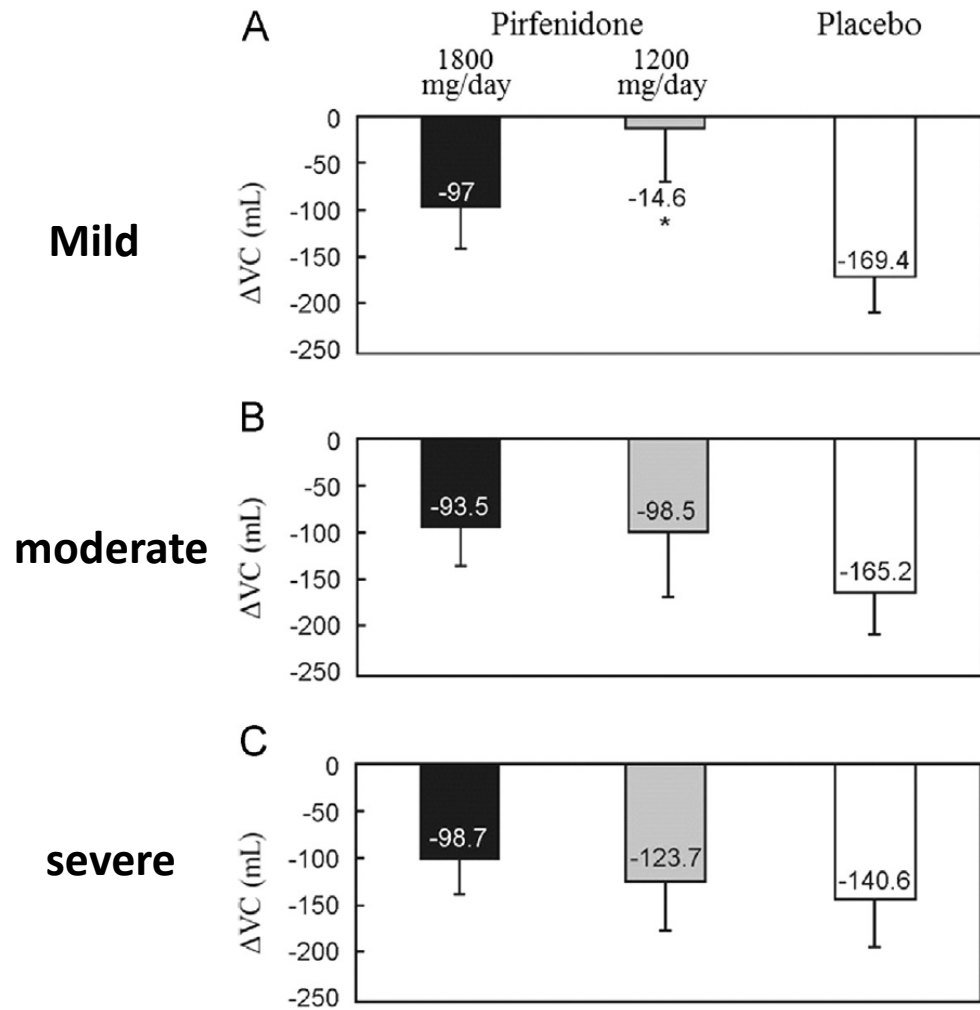 A
Pirfenidone Placebo
1800 1200
mg/day mg/day
Mild
ΔVC (mL)
0
-50
-100
-150
-200
-250
-97
-14.6
*
-169.4
B
moderate
ΔVC (mL)
0
-50
-100
-150
-200
-250
-93.5
-98.5
-165.2
C
severe
ΔVC (mL)
0
-50
-100
-150
-200
-250
-98.7
-123.7
-140.6